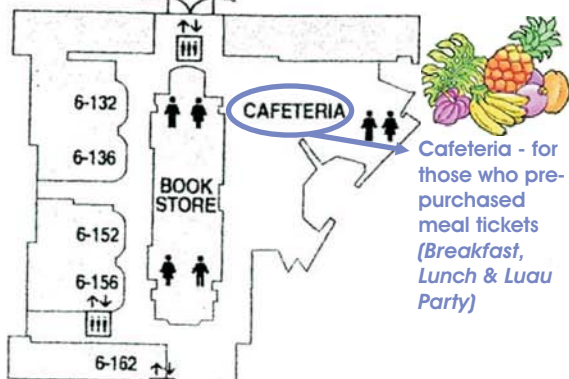 6-132
CAFETERIA
6-136
Cafeteria - for
those who pre-
purchased
meal tickets
(Breakfast,
Lunch & Luau
Party)
BOOK
STORE
6-152
6-156
6-162